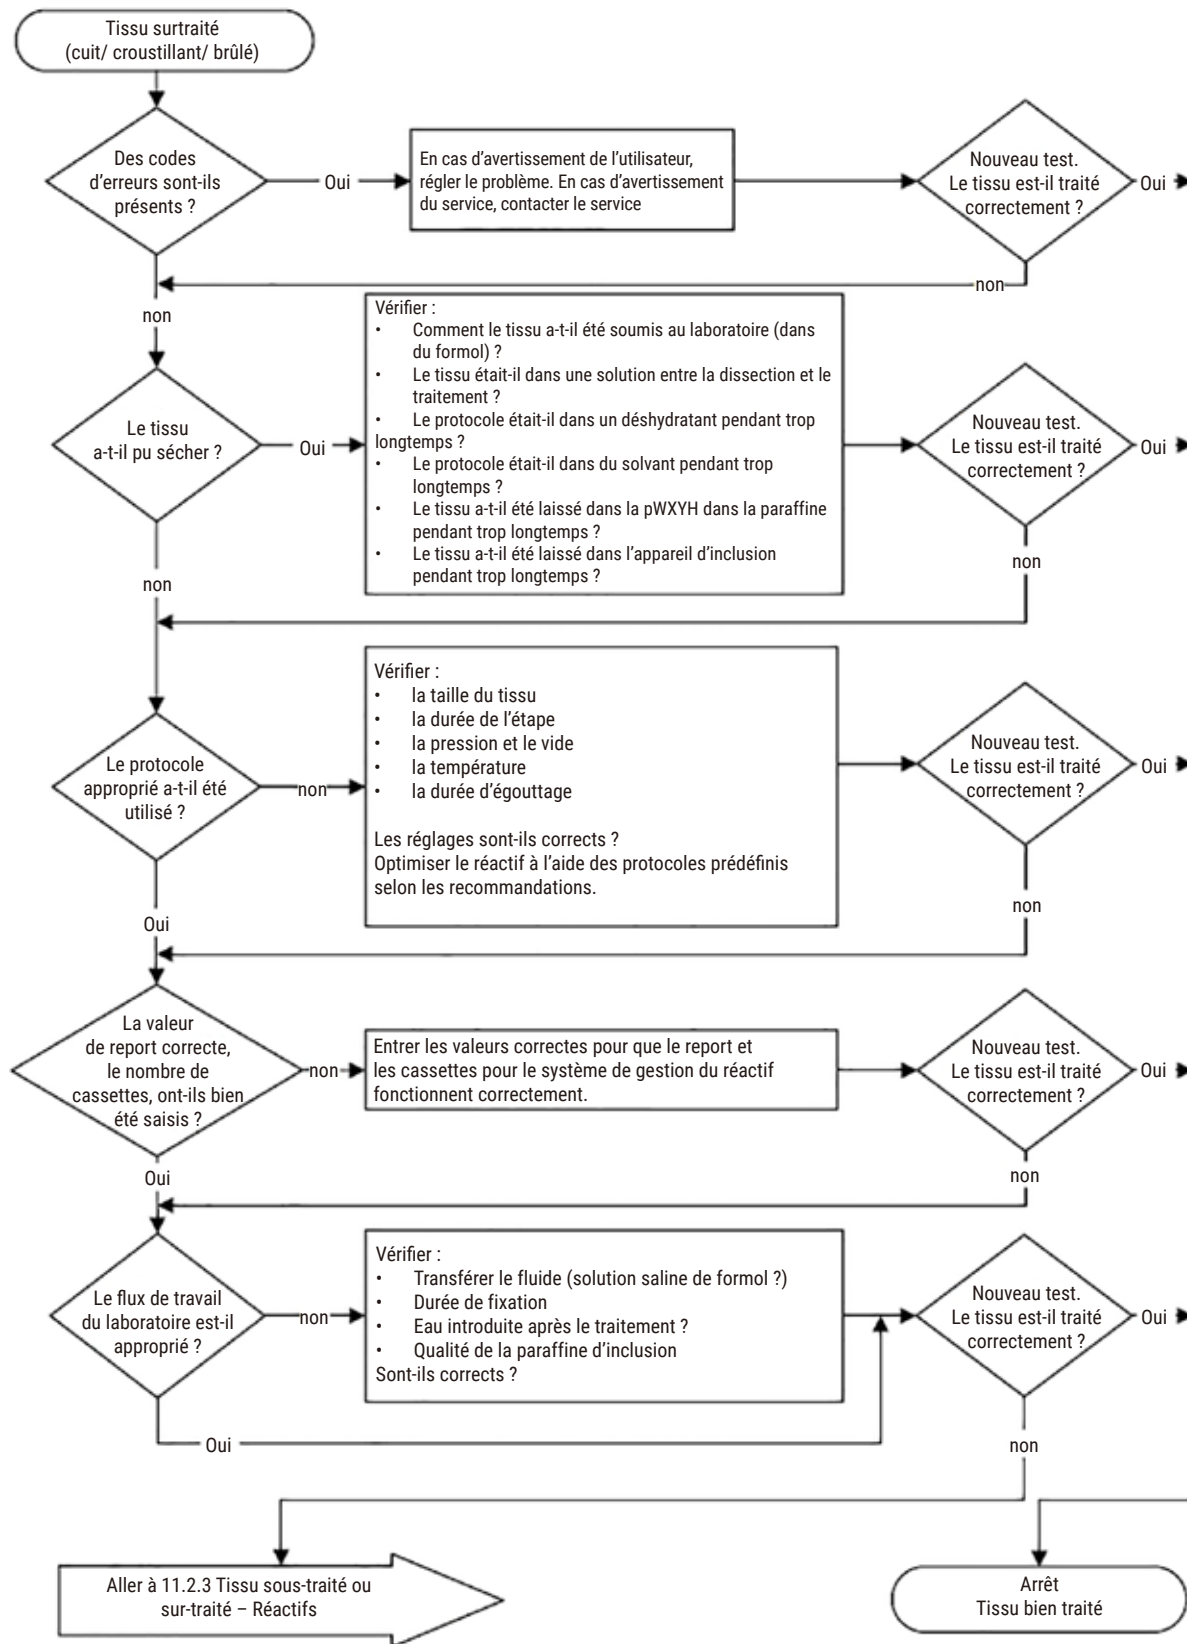 Tissu surtraité
(cuit/ croustillant/ brûlé)
Des codes
d'erreurs sont-ils
présents ?
Oui
En cas d'avertissement de l'utilisateur,
régler le problème. En cas d'avertissement
du service, contacter le service
Nouveau test.
Le tissu est-il traité
correctement ?
Oui
non
non
Le tissu
a-t-il pu sécher ?
Oui
Vérifier :
• Comment le tissu a-t-il été soumis au laboratoire (dans
du formol) ?
• Le tissu était-il dans une solution entre la dissection et le
traitement ?
• Le protocole était-il dans un déshydratant pendant trop
longtemps ?
• Le protocole était-il dans du solvant pendant trop
longtemps ?
• Le tissu a-t-il été laissé dans la pWXYH dans la paraffine
pendant trop longtemps ?
• Le tissu a-t-il été laissé dans l'appareil d'inclusion
pendant trop longtemps ?
Nouveau test.
Le tissu est-il traité
correctement ?
Oui
non
non
Le protocole
approprié a-t-il été
utilisé ?
non
Vérifier :
• la taille du tissu
• la durée de l'étape
• la pression et le vide
• la température
• la durée d'égouttage
Les réglages sont-ils corrects ?
Optimiser le réactif à l'aide des protocoles prédéfinis
selon les recommandations.
Nouveau test.
Le tissu est-il traité
correctement ?
Oui
Oui
non
La valeur
de report correcte,
le nombre de
cassettes, ont-ils bien
été saisis ?
non
Entrer les valeurs correctes pour que le report et
les cassettes pour le système de gestion du réactif
fonctionnent correctement.
Nouveau test.
Le tissu est-il traité
correctement ?
Oui
Oui
non
Le flux de travail
du laboratoire est-il
approprié ?
non
Vérifier :
• Transférer le fluide (solution saline de formol ?)
• Durée de fixation
• Eau introduite après le traitement ?
• Qualité de la paraffine d'inclusion
Sont-ils corrects ?
Nouveau test.
Le tissu est-il traité
correctement ?
Oui
Oui
non
Aller à 11.2.3 Tissu sous-traité ou
sur-traité – Réactifs
Arrêt
Tissu bien traité